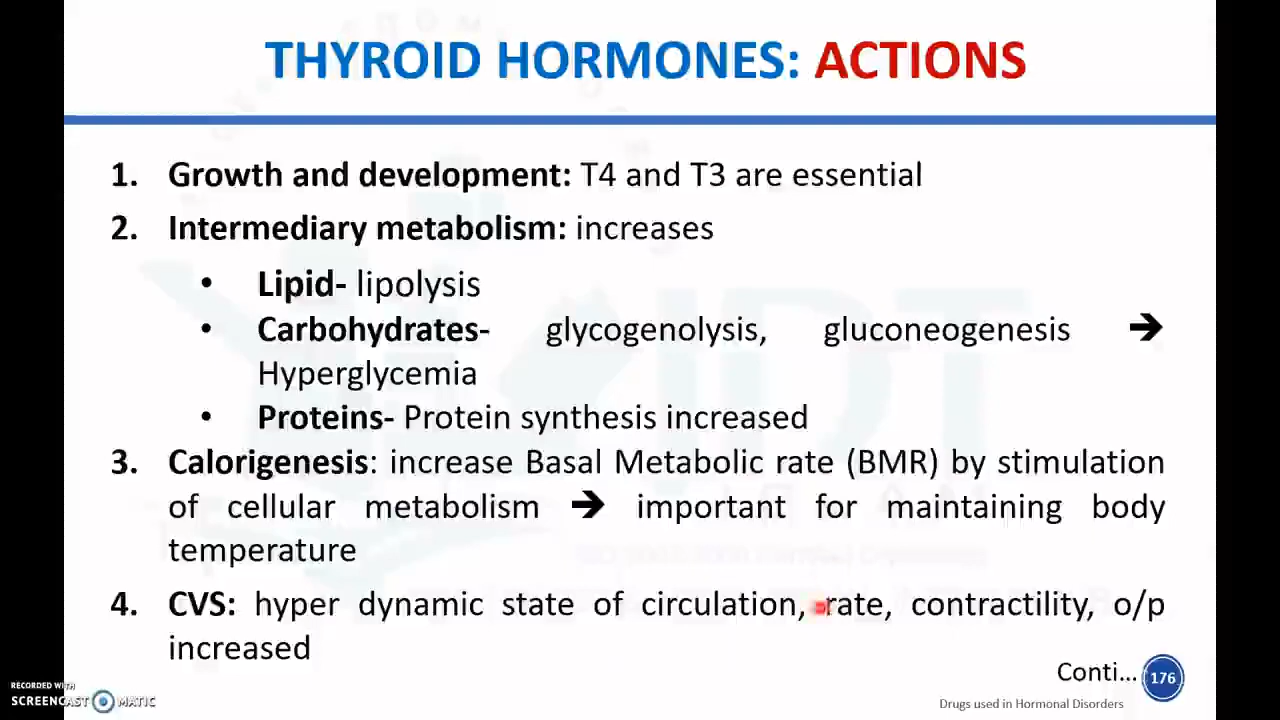 THYROID HORMONES: ACTIONS
1. Growth and development: T4 and T3 are essential
2. Intermediary metabolism: increases
• Lipid- lipolysis
• Carbohydrates- glycogenolysis, gluconeogenesis ➔
Hyperglycemia
• Proteins- Protein synthesis increased
3. Calorigenesis: increase Basal Metabolic rate (BMR) by stimulation
of cellular metabolism ➔ important for maintaining body
temperature
4. CVS: hyper dynamic state of circulation, rate, contractility, o/p
increased
Conti...
176
Drugs used in Hormonal Disorders
RECORDED WITH
SCREENCAST MATIC